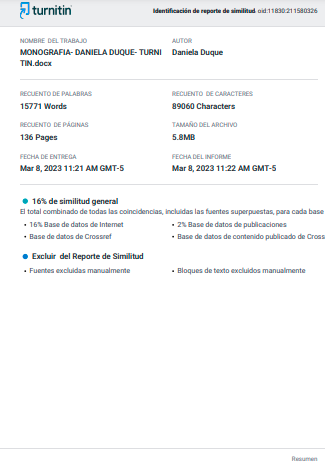 turnitin
Identificación de reporte de similitud. oid:11830:211580326
NOMBRE DEL TRABAJO
MONOGRAFIA- DANIELA DUQUE- TURNI
TIN.docx
AUTOR
Daniela Duque
RECUENTO DE PALABRAS
15771 Words
RECUENTO DE CARACTERES
89060 Characters
RECUENTO DE PÁGINAS
136 Pages
TAMAÑO DEL ARCHIVO
5.8MB
FECHA DE ENTREGA
Mar 8, 2023 11:21 AM GMT-5
FECHA DEL INFORME
Mar 8, 2023 11:22 AM GMT-5
16% de similitud general
El total combinado de todas las coincidencias, incluidas las fuentes superpuestas, para cada base
• 16% Base de datos de Internet
• 2% Base de datos de publicaciones
• Base de datos de Crossref
• Base de datos de contenido publicado de Cross
Excluir del Reporte de Similitud
• Fuentes excluidas manualmente
• Bloques de texto excluidos manualmente
Resumen